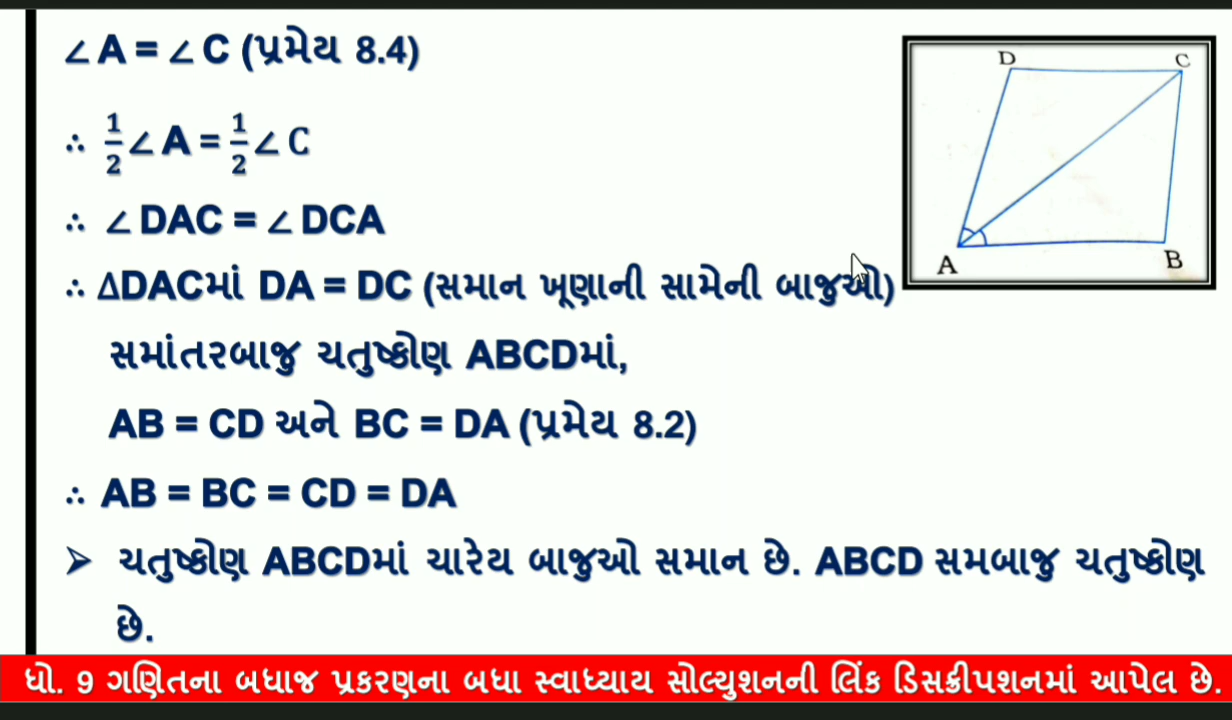 ∠A = ∠C (પ્રમેય 8.4)
∴ 1/2 ∠A = 1/2 ∠C
∴ ∠DAC = ∠DCA
∴ ΔDACમાં DA = DC (સમાન ખૂણાની સામેની બાજુઓ)
સમાંતરબાજુ ચતુષ્કોણ ABCDમાં,
AB = CD અને BC = DA (પ્રમેય 8.2)
∴ AB = BC = CD = DA
➢ ચતુષ્કોણ ABCDમાં ચારેય બાજુઓ સમાન છે. ABCD સમબાજુ ચતુષ્કોણ
છે.
D C
A B
ધો. 9 ગણિતના બધાજ પ્રકરણના બધા સ્વાધ્યાય સોલ્યુશનની લિંક ડિસક્રીપશનમાં આપેલ છે.